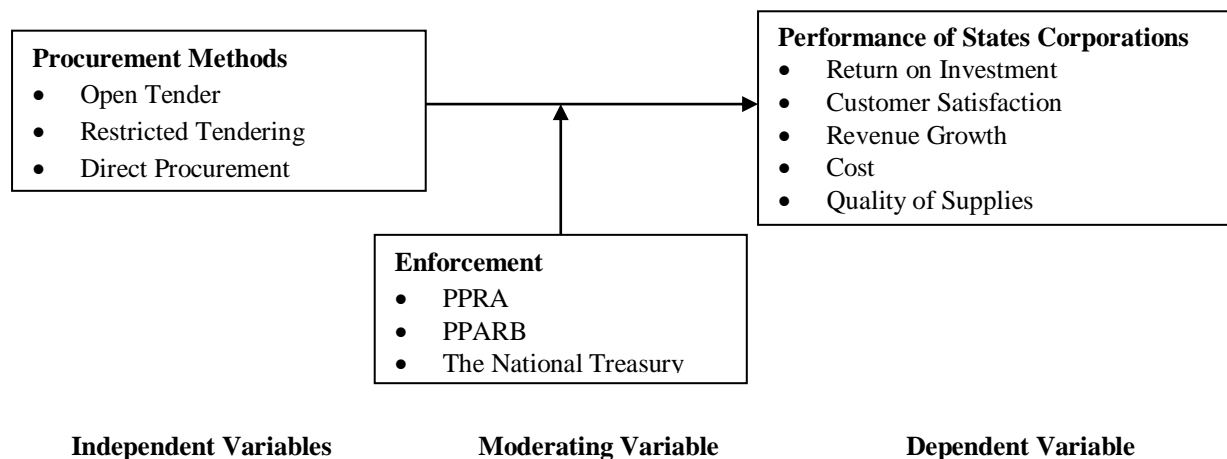 Procurement Methods
• Open Tender
• Restricted Tendering
• Direct Procurement
Performance of States Corporations
• Return on Investment
• Customer Satisfaction
• Revenue Growth
• Cost
• Quality of Supplies
Enforcement
• PPRA
• PPARB
• The National Treasury
Independent Variables
Moderating Variable
Dependent Variable